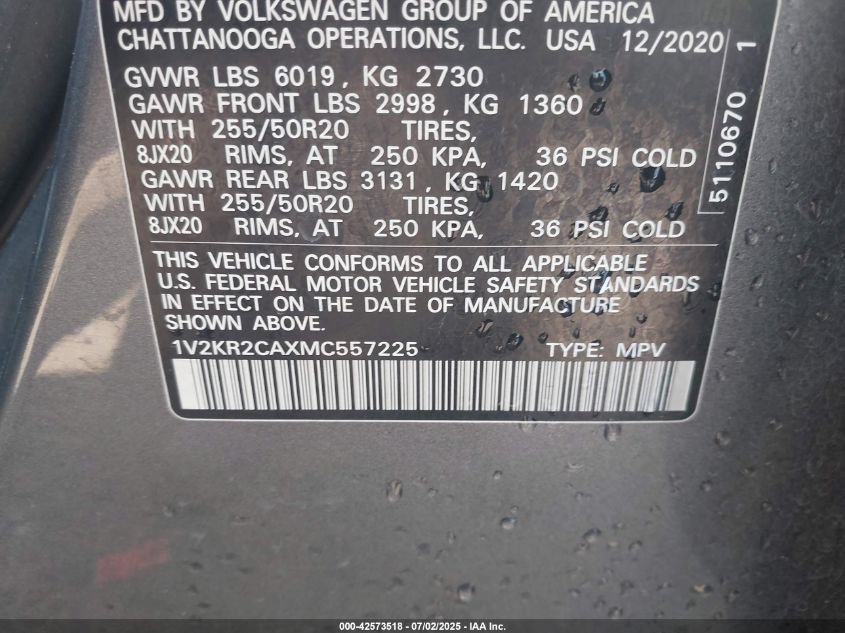 MFD BY VOLKSWAGEN GROUP OF AMERICA
CHATTANOOGA OPERATIONS, LLC. USA 12/2020
GVWR LBS 6019, KG 2730
GAWR FRONT LBS 2998, KG 1360
WITH 255/50R20 TIRES,
8JX20 RIMS, AT 250 KPA, 36 PSI COLD
GAWR REAR LBS 3131, KG 1420
WITH 255/50R20 TIRES,
8JX20 RIMS, AT 250 KPA, 36 PSI COLD
THIS VEHICLE CONFORMS TO ALL APPLICABLE
U.S. FEDERAL MOTOR VEHICLE SAFETY STANDARDS
IN EFFECT ON THE DATE OF MANUFACTURE
SHOWN ABOVE.
1V2KR2CAXMC557225 TYPE: MPV
5110670 1
000-42573518 | 07/02/2025 | IAA Inc.